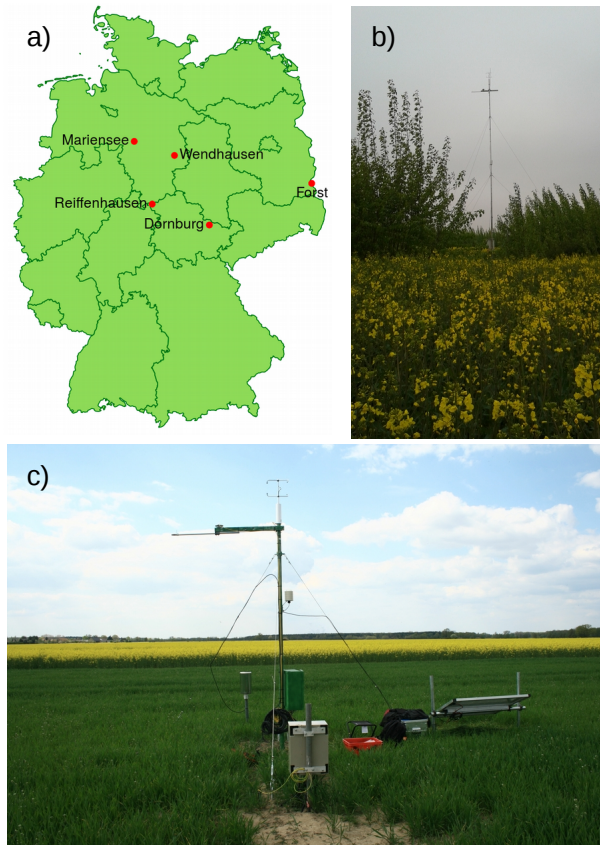 a)
Mariensee
Wendhausen
Forst
Reiffenhausen
Dornburg
b)
c)